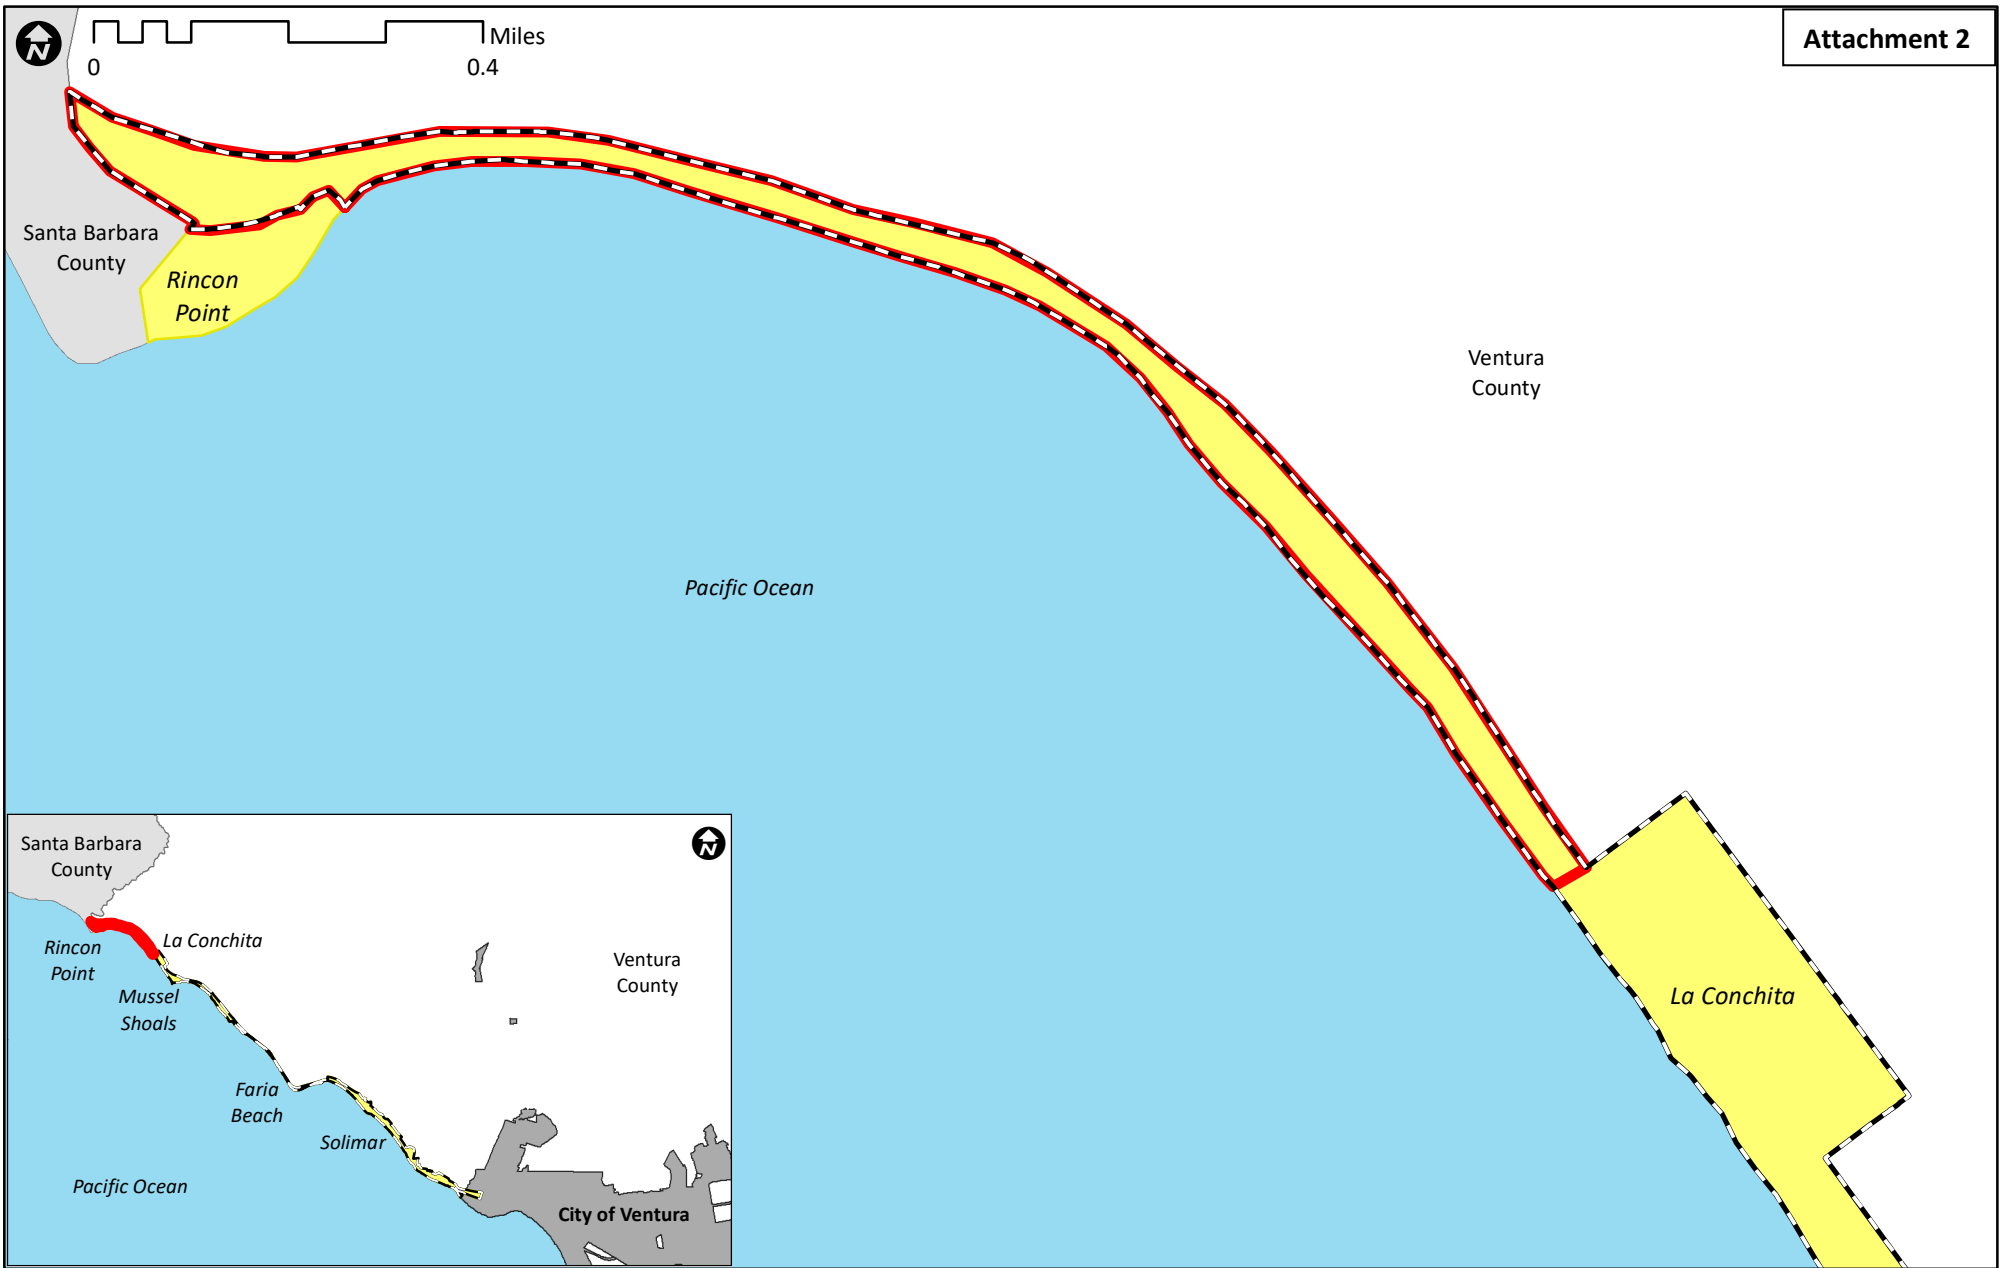 N
Miles
0
0.4
Attachment 2
Santa Barbara
County
Rincon
Point
Ventura
County
Pacific Ocean
La Conchita
Santa Barbara
County
N
Rincon
Point
La Conchita
Mussel
Shoals
Ventura
County
Faria
Beach
Solimar
Pacific Ocean
City of Ventura